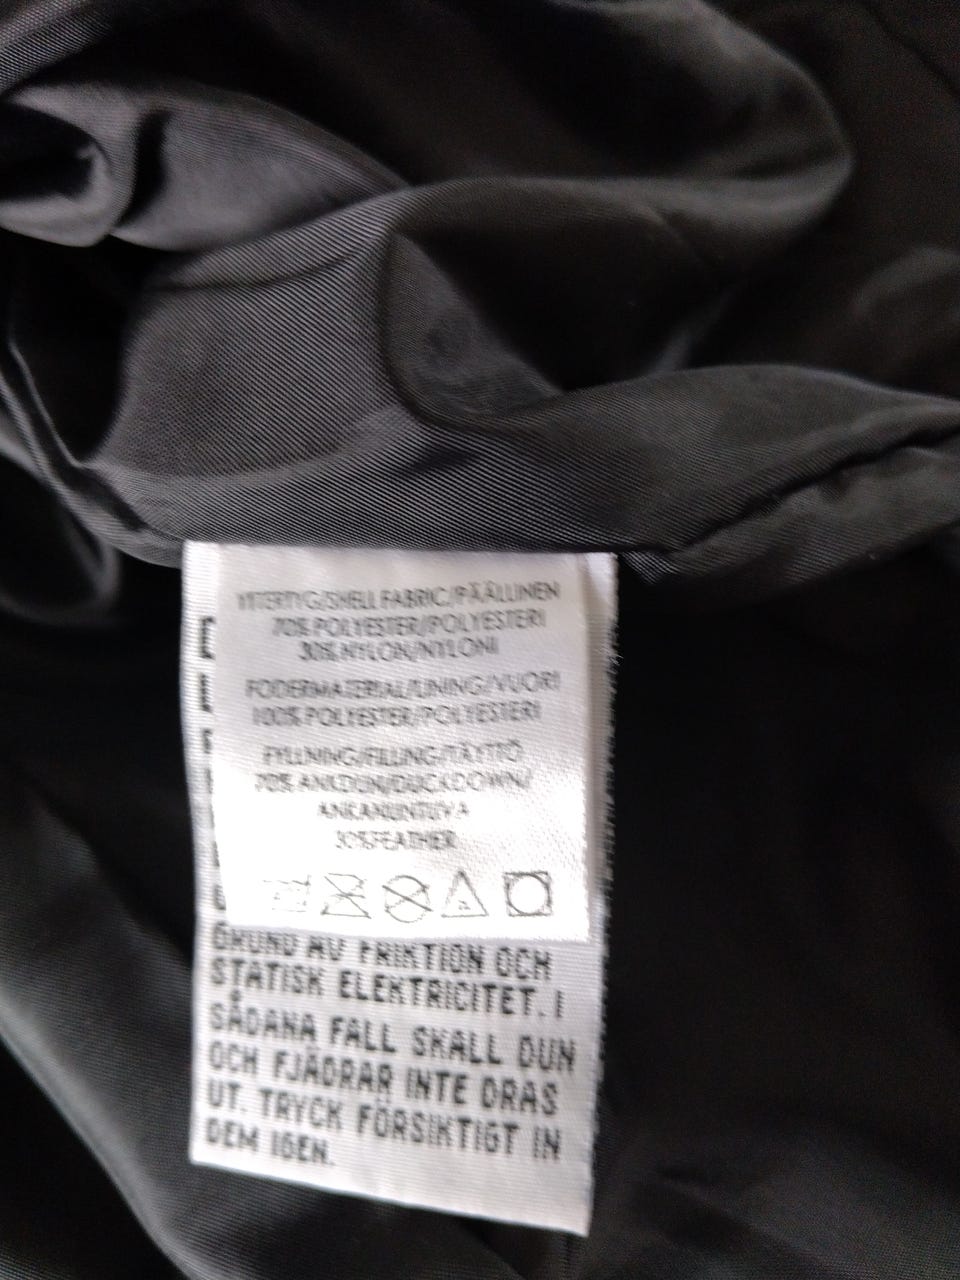 YTTERTYG/SHELL FABRIC/PÄÄLLINEN
70% POLYESTER/POLYESTERI
30% NYLON/NYLONI
FODERMATERIAL/LINING/VUORI
100% POLYESTER/POLYESTERI
FYLLNING/FILLING/TÄYTTÖ
70% ANKDUN/DUCKDOWN/
ANKANUNTUVA
30%FEATHER
GRUND AV FRIKTION OCH
STATISK ELEKTRICITET. I
SÅDANA FALL SKALL DUN
OCH FJÄDRAR INTE DRAS
UT. TRYCK FÖRSIKTIGT IN
DEM IGEN.